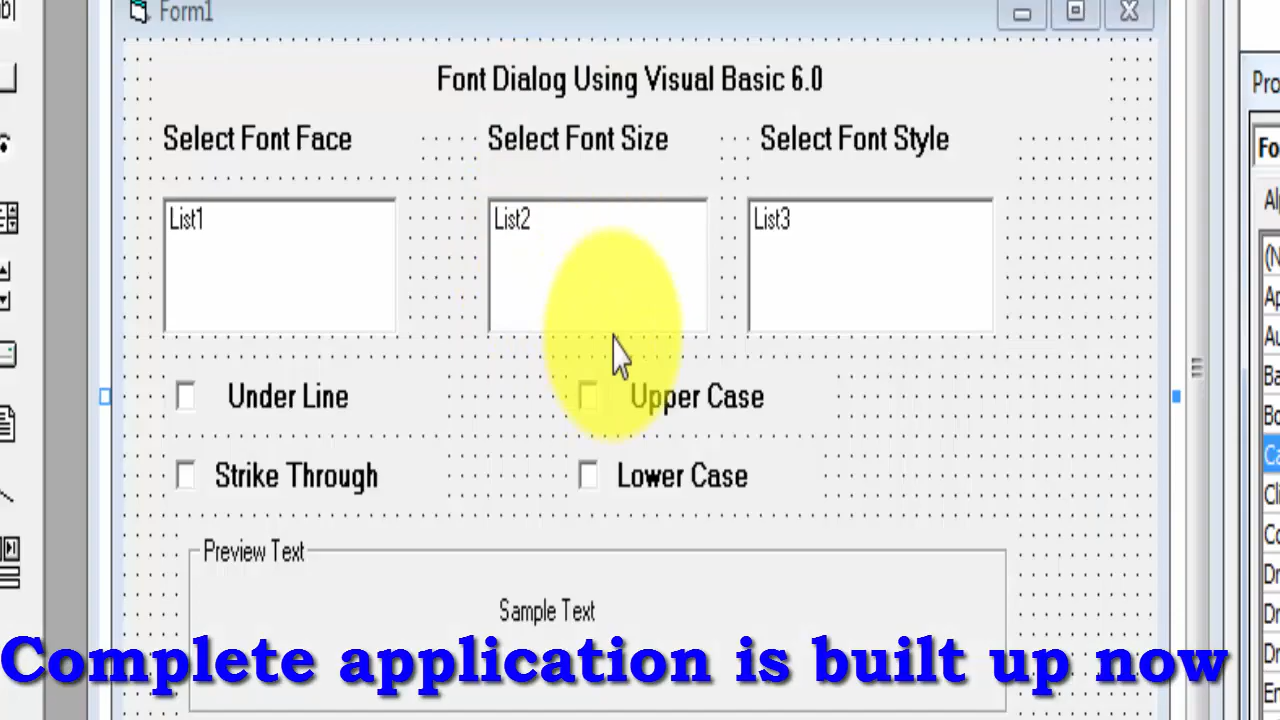 Form1
Font Dialog Using Visual Basic 6.0
Select Font Face Select Font Size Select Font Style
List1 List2 List3
Under Line Upper Case
Strike Through Lower Case
Preview Text
Sample Text
Complete application is built up now